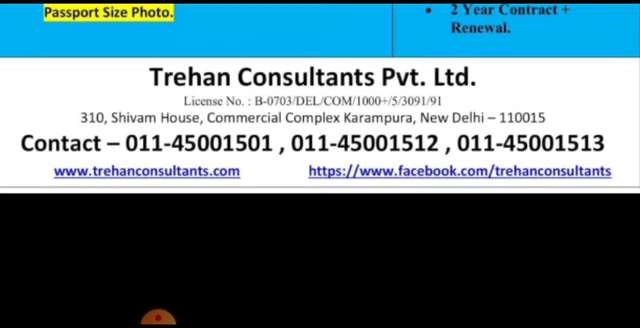 Passport Size Photo.
• 2 Year Contract +
Renewal.
Trehan Consultants Pvt. Ltd.
License No. : B-0703/DEL/COM/1000+/5/3091/91
310, Shivam House, Commercial Complex Karampura, New Delhi – 110015
Contact – 011-45001501 , 011-45001512 , 011-45001513
www.trehanconsultants.com https://www.facebook.com/trehanconsultants